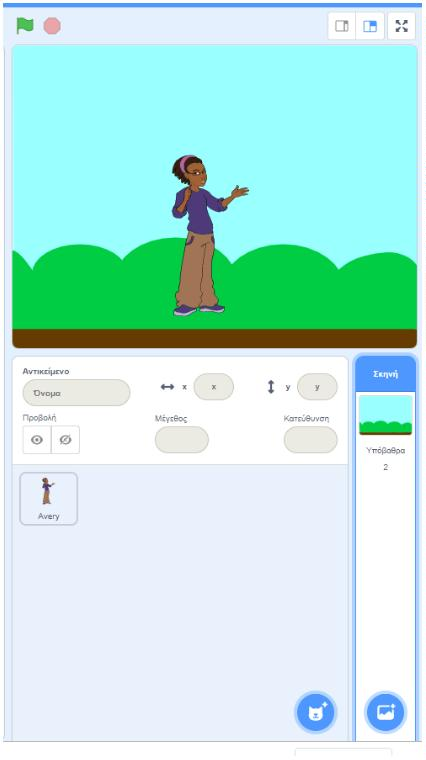 Αντικείμενο
Όνομα
x
x
y
y
Σκηνή
Προβολή
Μέγεθος
Κατεύθυνση
Υπόβαθρα
2
Avery